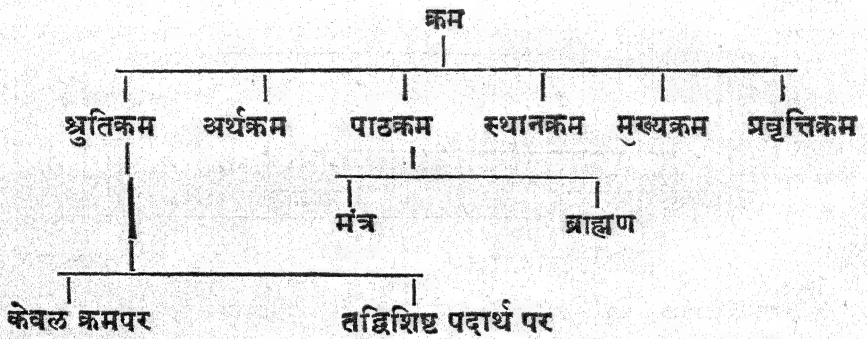 क्रम
श्रुतिक्रम अर्थक्रम पाठक्रम स्थानक्रम मुख्यक्रम प्रवृत्तिक्रम
मंत्र ब्राह्मण
केवल क्रमपर तद्विशिष्ट पदार्थ पर